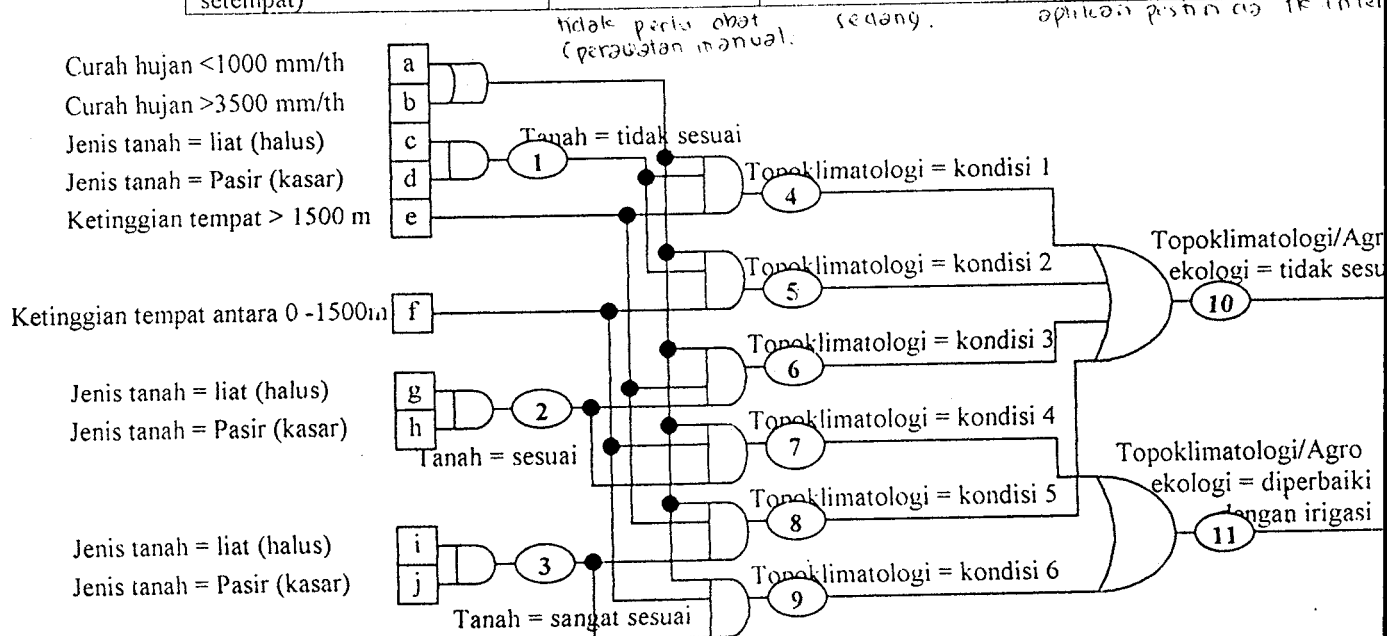 setempat)
tidak perlu obat
(perawatan manual.
sedang.
Curah hujan <1000 mm/th
a
Curah hujan >3500 mm/th
b
Jenis tanah = liat (halus)
c
Tanah = tidak sesuai
1
Jenis tanah = Pasir (kasar)
d
Topoklimatologi = kondisi 1
4
Ketinggian tempat > 1500 m
e
Topoklimatologi/Agr
ekologi = tidak sesu
10
Topoklimatologi = kondisi 2
5
Ketinggian tempat antara 0 -1500m
f
Topoklimatologi = kondisi 3
6
Jenis tanah = liat (halus)
g
2
Jenis tanah = Pasir (kasar)
h
Tanah = sesuai
Topoklimatologi = kondisi 4
7
Topoklimatologi/Agro
ekologi = diperbaiki
dengan irigasi
11
Topoklimatologi = kondisi 5
8
Jenis tanah = liat (halus)
i
3
Jenis tanah = Pasir (kasar)
j
Tanah = sangat sesuai
Topoklimatologi = kondisi 6
9